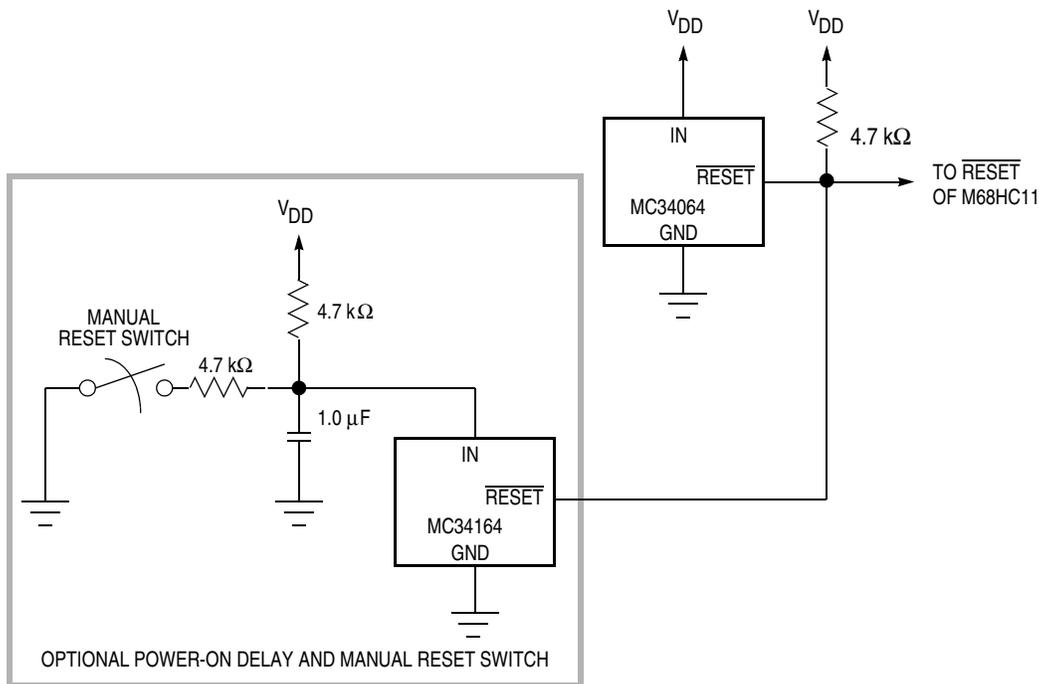 VDD
VDD
IN
4.7 kΩ
RESET
TO RESET
OF M68HC11
MC34064
GND
VDD
4.7 kΩ
MANUAL
RESET SWITCH
4.7 kΩ
1.0 µF
IN
RESET
MC34164
GND
OPTIONAL POWER-ON DELAY AND MANUAL RESET SWITCH